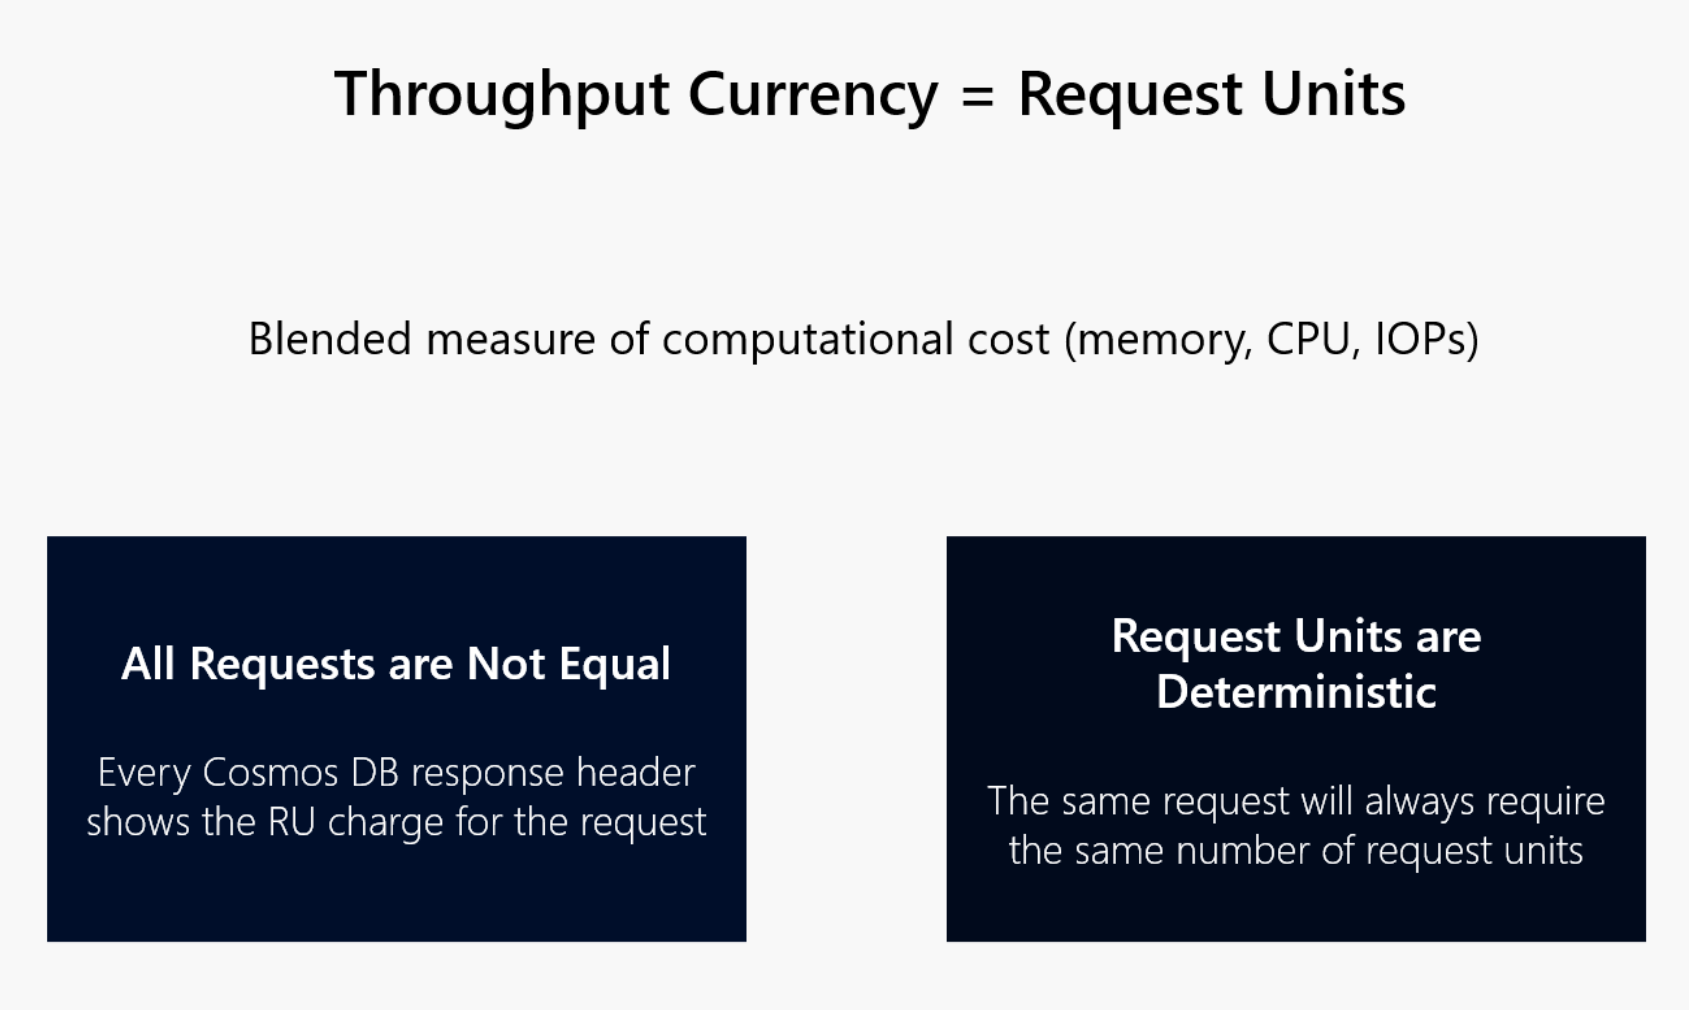 Throughput Currency = Request Units
Blended measure of computational cost (memory, CPU, IOPs)
All Requests are Not Equal
Every Cosmos DB response header
shows the RU charge for the request
Request Units are
Deterministic
The same request will always require
the same number of request units